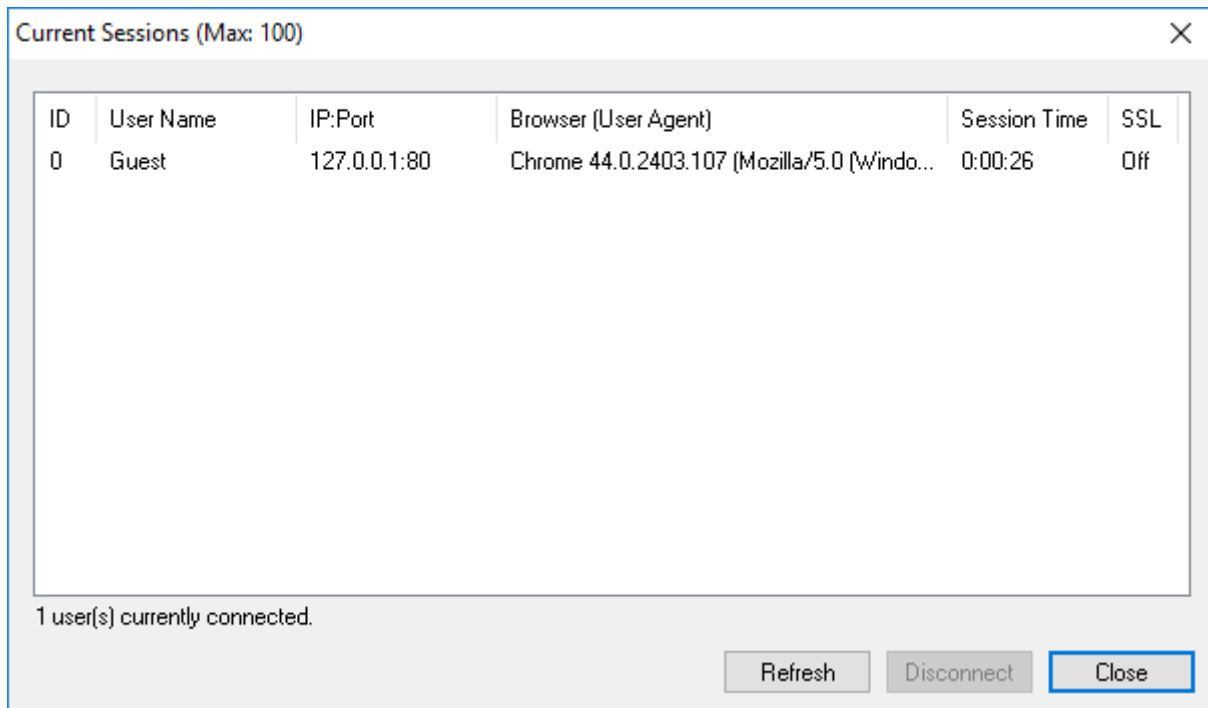 Current Sessions (Max: 100)
ID User Name IP:Port Browser (User Agent) Session Time SSL
0 Guest 127.0.0.1:80 Chrome 44.0.2403.107 (Mozilla/5.0 (Windo... 0:00:26 Off
1 user(s) currently connected.
Refresh Disconnect Close